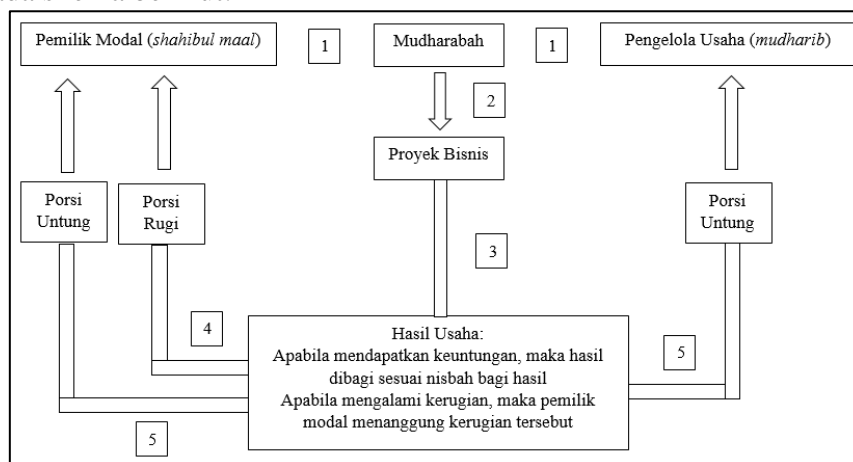 Pemilik Modal (shahibul maal)
1
Mudharabah
1
Pengelola Usaha (mudharib)
2
Proyek Bisnis
Porsi
Untung
Porsi
Rugi
Porsi
Untung
3
4
Hasil Usaha:
Apabila mendapatkan keuntungan, maka hasil
dibagi sesuai nisbah bagi hasil
Apabila mengalami kerugian, maka pemilik
modal menanggung kerugian tersebut
5
5